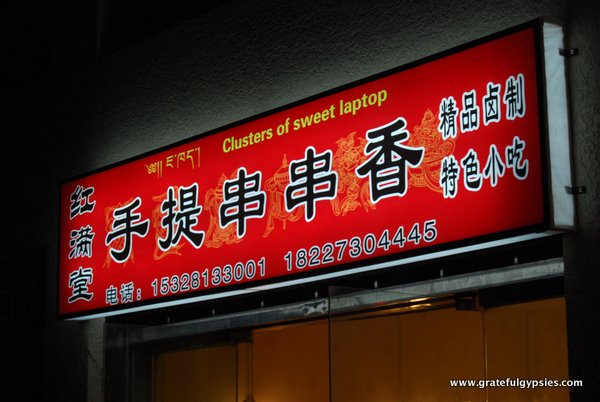 Clusters of sweet laptop
红满堂
手提串串香
精品卤制
特色小吃
电话：15328133001 18227304445
www.gratefulgypsies.com